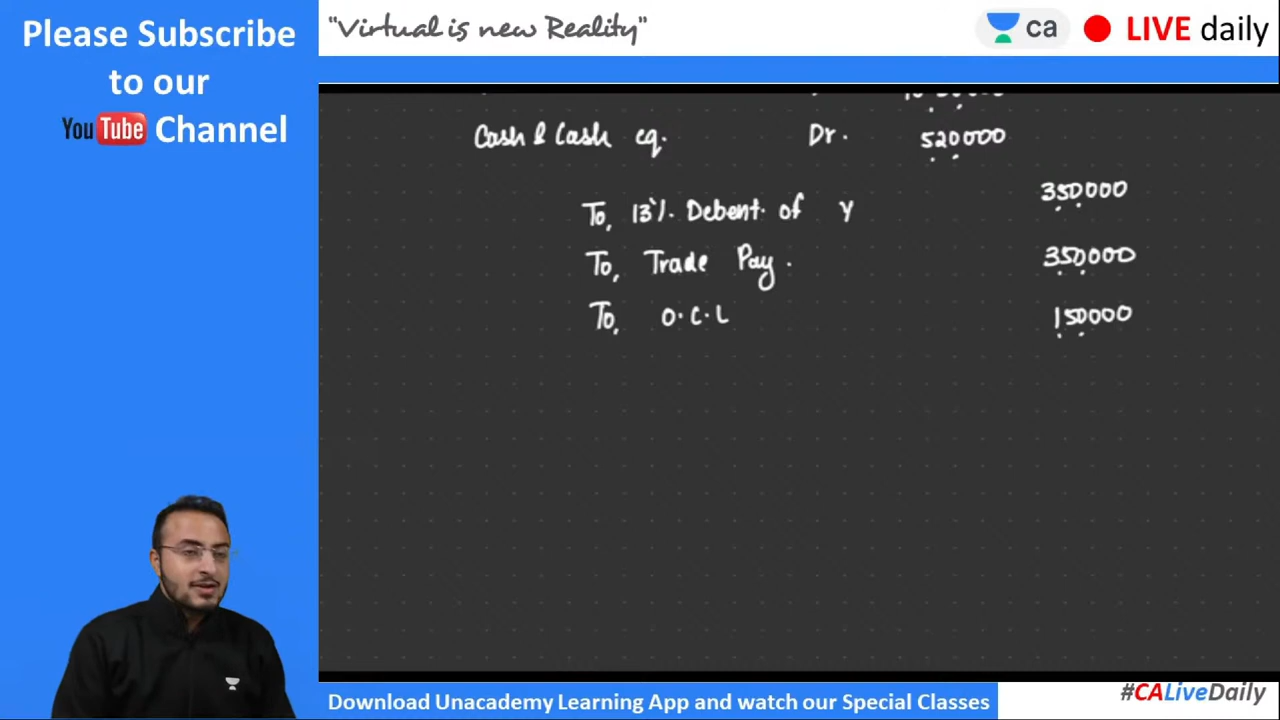 Please Subscribe
to our
YouTube Channel
"Virtual is new Reality"
ca
LIVE daily
Cash & Cash eq. Dr. 520000
To, 13% Debent. of Y 350000
To, Trade Pay. 350000
To, O.C.L 150000
Download Unacademy Learning App and watch our Special Classes
#CALiveDaily